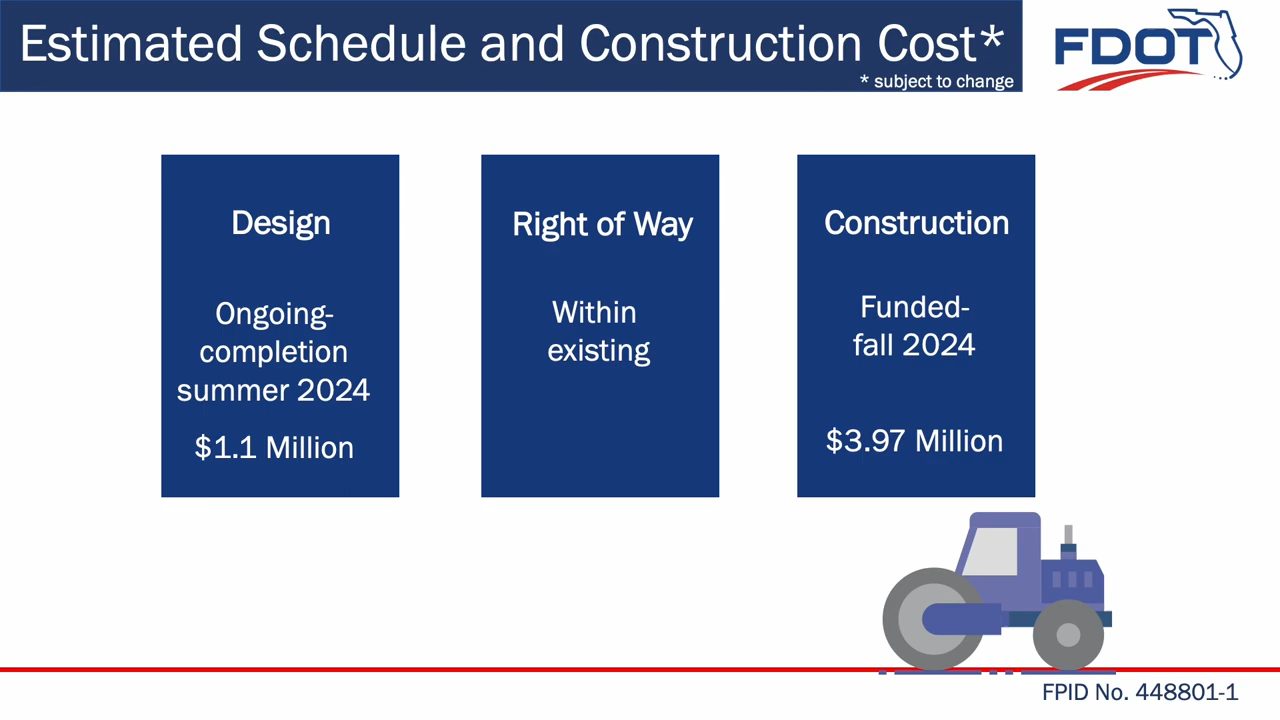 Estimated Schedule and Construction Cost*
* subject to change
FDOT
Design
Ongoing-
completion
summer 2024
$1.1 Million
Right of Way
Within
existing
Construction
Funded-
fall 2024
$3.97 Million
FPID No. 448801-1